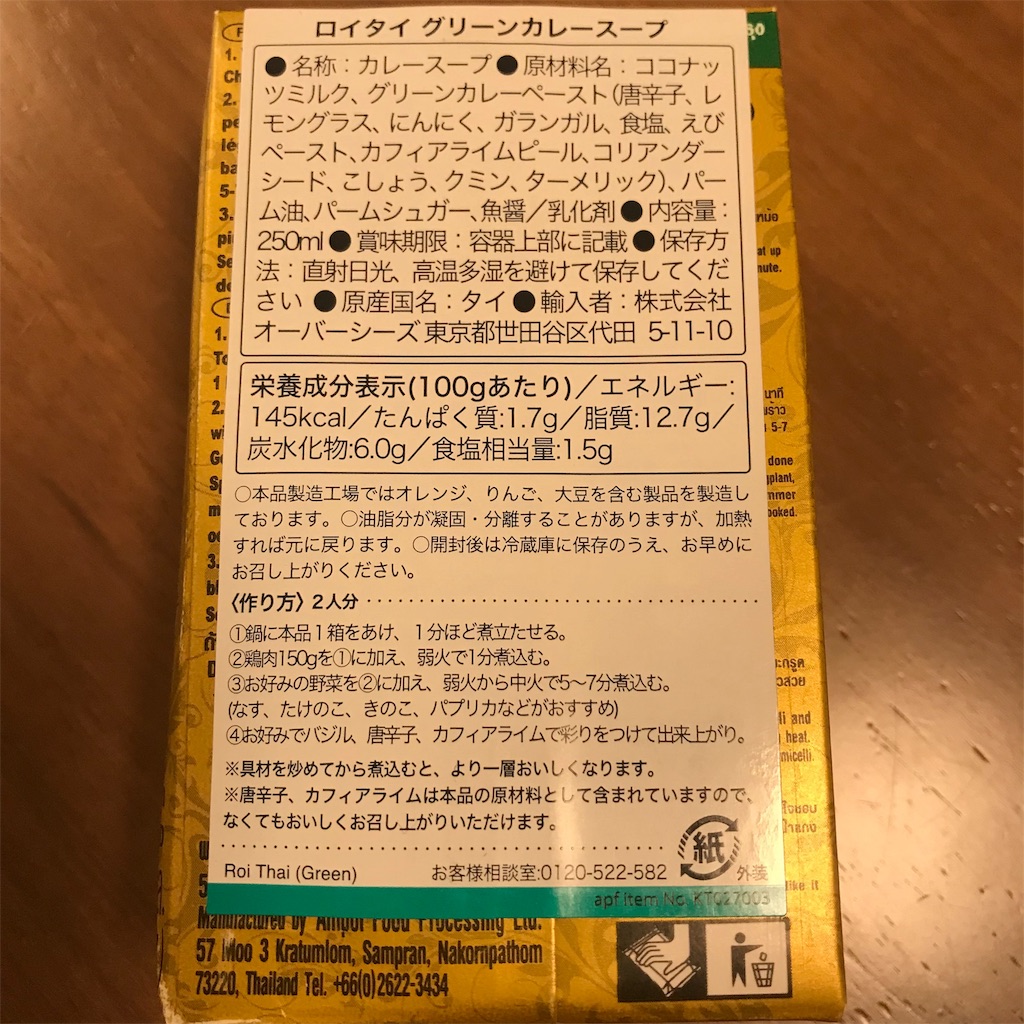 ロイタイ グリーンカレースープ
●名称：カレースープ●原材料名：ココナッ
ツミルク、グリーンカレーペースト（唐辛子、レ
モングラス、にんにく、ガランガル、食塩、えび
ペースト、カフィアライムピール、コリアンダー
シード、こしょう、クミン、ターメリック）、パー
ム油、パームシュガー、魚醤／乳化剤●内容量：
250ml●賞味期限：容器上部に記載●保存方
法：直射日光、高温多湿を避けて保存してくだ
さい ●原産国名：タイ●輸入者：株式会社
オーバーシーズ 東京都世田谷区代田 5-11-10
栄養成分表示(100gあたり)／エネルギー:
145kcal／たんぱく質:1.7g／脂質:12.7g／
炭水化物:6.0g／食塩相当量:1.5g
○本品製造工場ではオレンジ、りんご、大豆を含む製品を製造し
ております。○油脂分が凝固・分離することがありますが、加熱
すれば元に戻ります。○開封後は冷蔵庫に保存のうえ、お早めに
お召し上がりください。
〈作り方〉2人分
①鍋に本品1箱をあけ、1分ほど煮立たせる。
②鶏肉150gを①に加え、弱火で1分煮込む。
③お好みの野菜を②に加え、弱火から中火で5〜7分煮込む。
(なす、たけのこ、きのこ、パプリカなどがおすすめ)
④お好みでバジル、唐辛子、カフィアライムで彩りをつけて出来上がり。
※具材を炒めてから煮込むと、より一層おいしくなります。
※唐辛子、カフィアライムは本品の原材料として含まれていますので、
なくてもおいしくお召し上がりいただけます。
紙
Roi Thai (Green) お客様相談室:0120-522-582 外装
apf item No. KT027003
Manufactured by Ampol Food Processing Ltd.
57 Moo 3 Kratumlom, Sampran, Nakornpathom
73220, Thailand Tel. +66(0)2622-3434